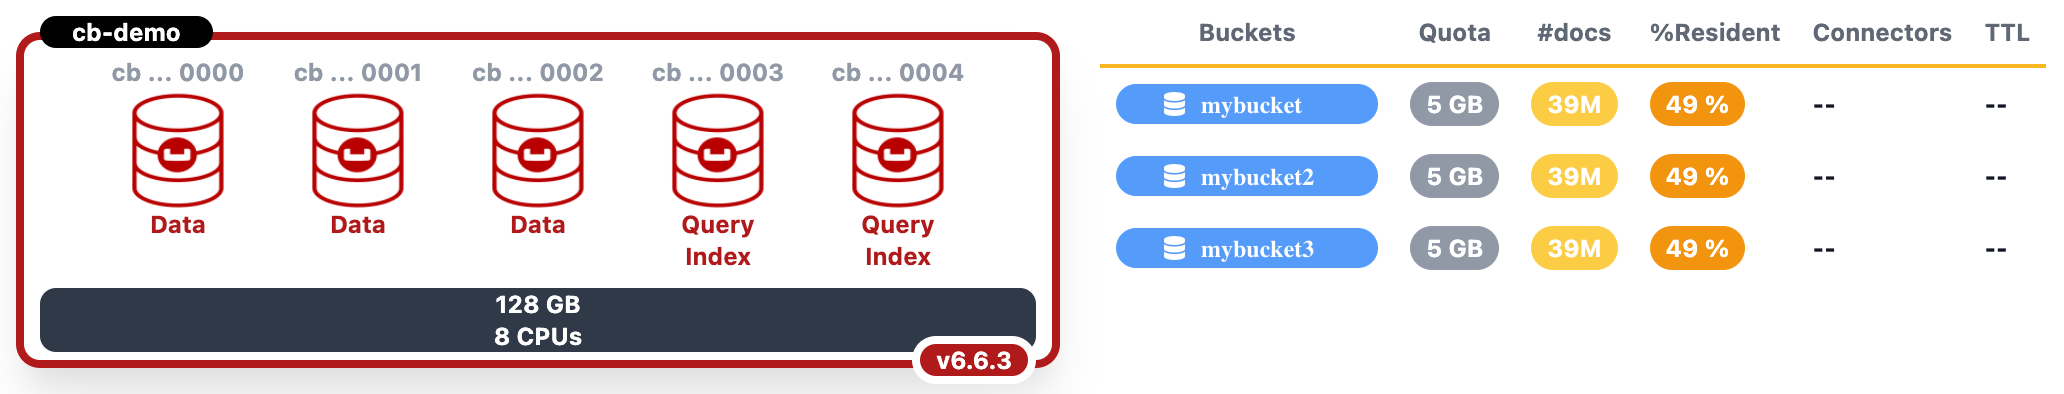 cb-demo
cb ... 0000 cb ... 0001 cb ... 0002 cb ... 0003 cb ... 0004
Data Data Data Query Query
Index Index
128 GB
8 CPUs
v6.6.3
Buckets Quota #docs %Resident Connectors TTL
mybucket 5 GB 39M 49 % -- --
mybucket2 5 GB 39M 49 % -- --
mybucket3 5 GB 39M 49 % -- --